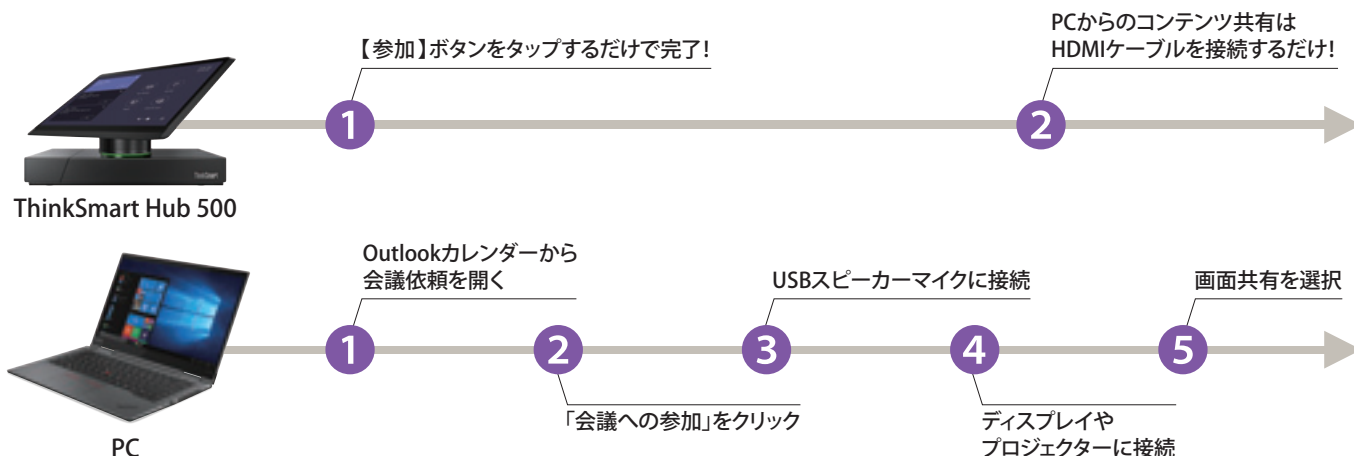 【参加】ボタンをタップするだけで完了!
PCからのコンテンツ共有は
HDMIケーブルを接続するだけ!
1
2
ThinkSmart Hub 500
Outlookカレンダーから
会議依頼を開く
USBスピーカーマイクに接続
画面共有を選択
1
2
3
4
5
「会議への参加」をクリック
ディスプレイや
プロジェクターに接続
PC